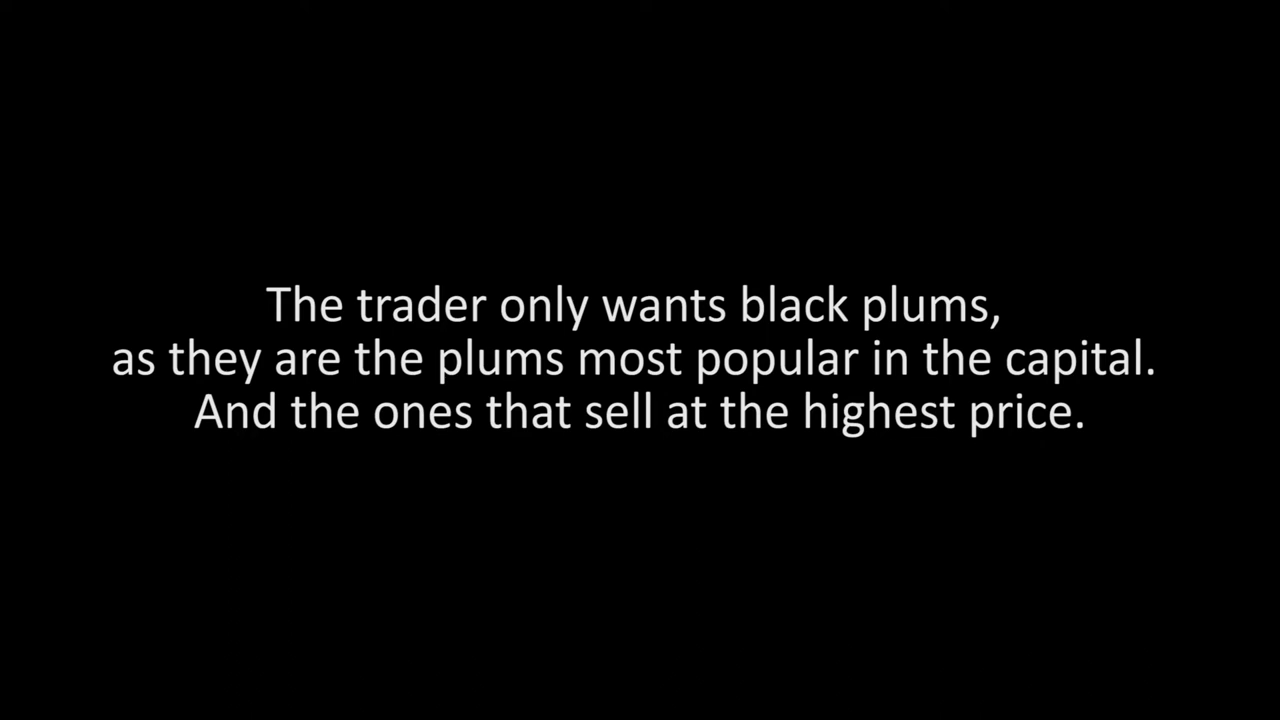 The trader only wants black plums,
as they are the plums most popular in the capital.
And the ones that sell at the highest price.